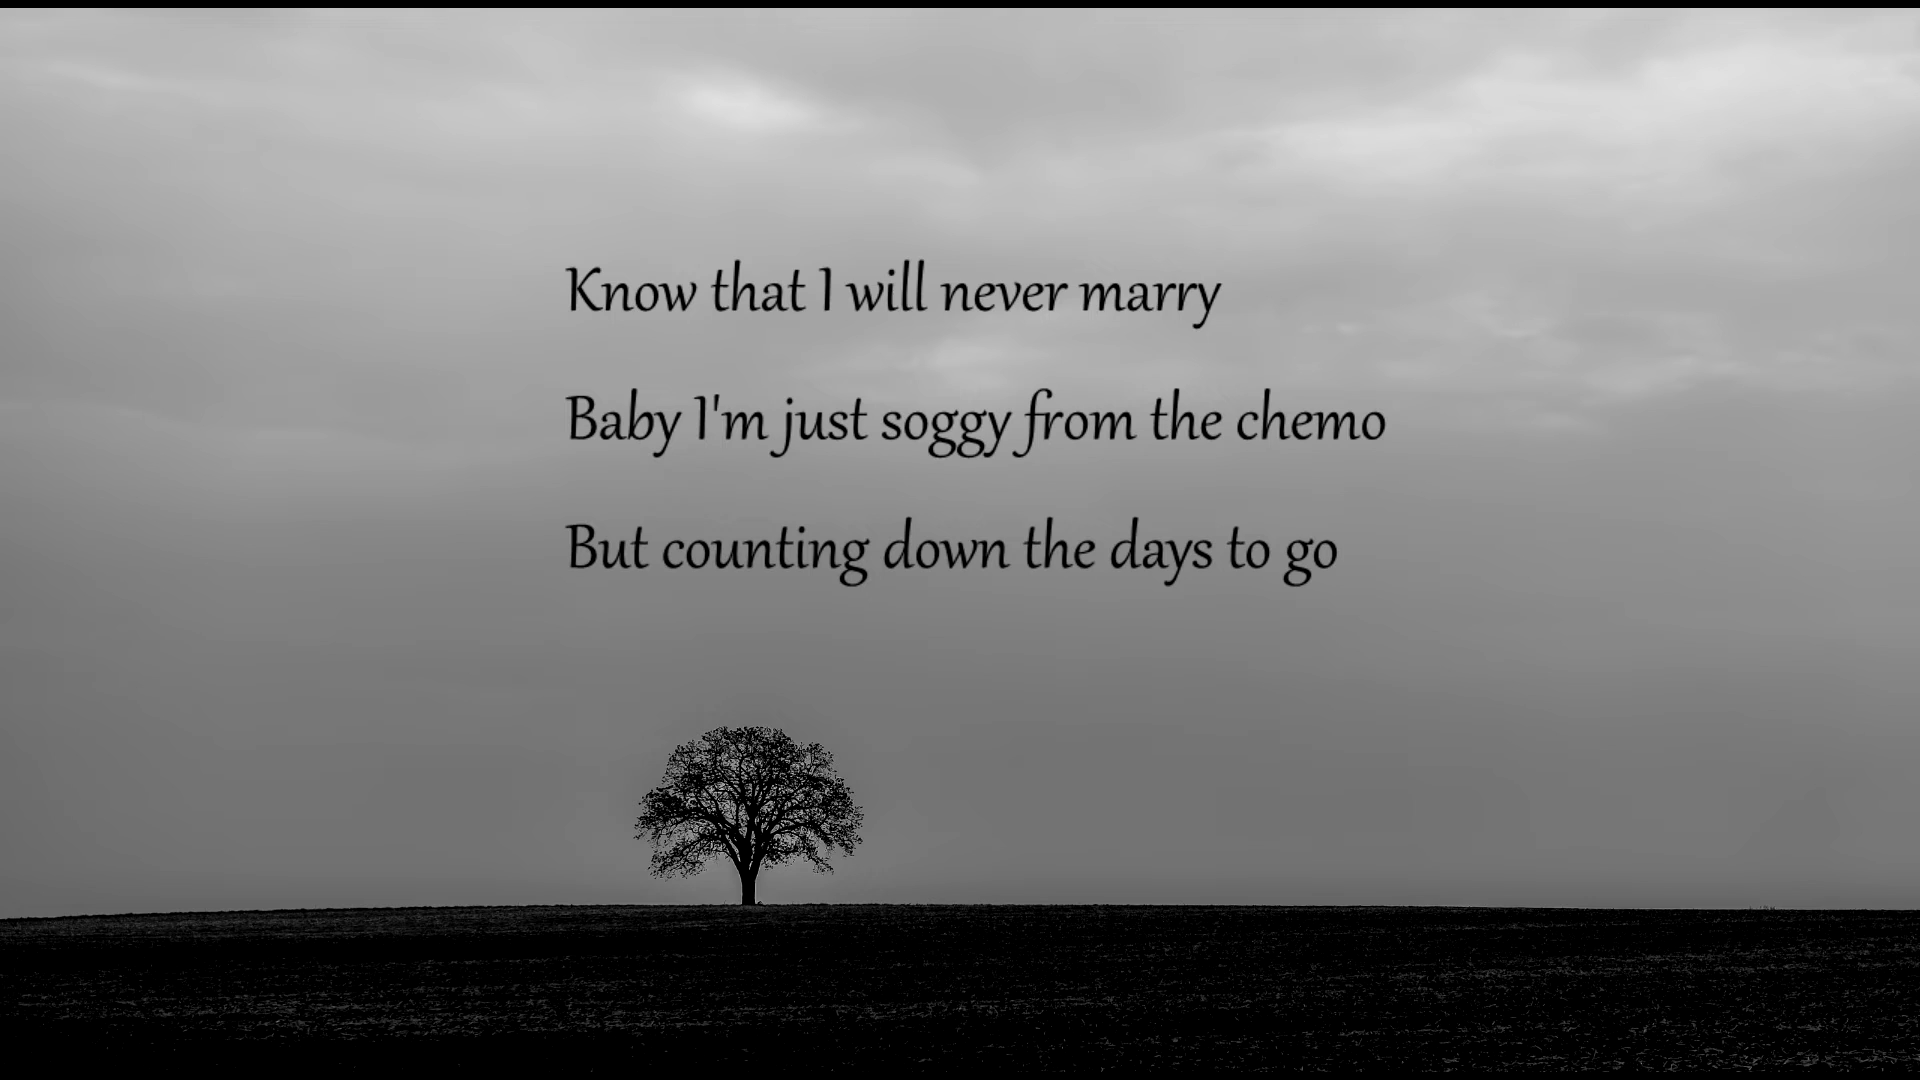 Know that I will never marry
Baby I'm just soggy from the chemo
But counting down the days to go